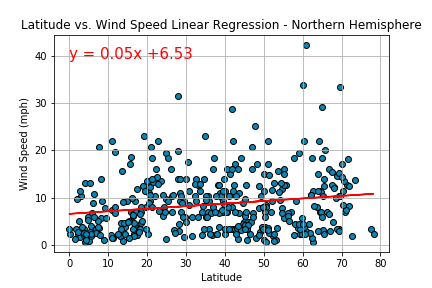 Latitude vs. Wind Speed Linear Regression - Northern Hemisphere
y = 0.05x +6.53
40
30
20
10
0
Wind Speed (mph)
0 10 20 30 40 50 60 70 80
Latitude